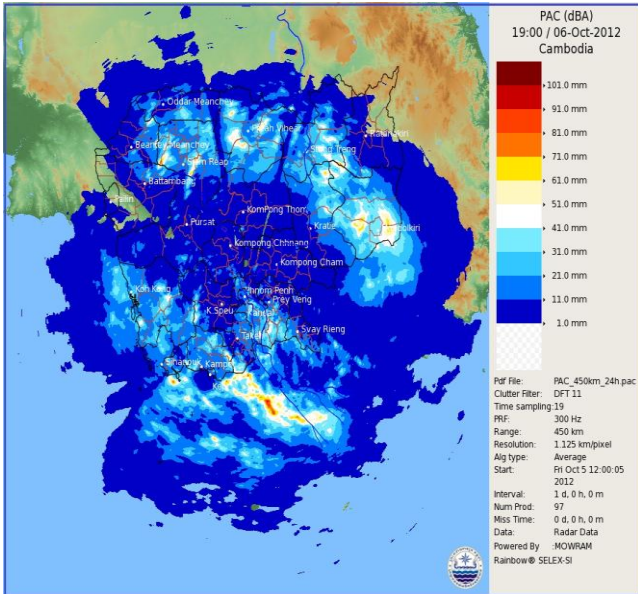 PAC (dBA)
19:00 / 06-Oct-2012
Cambodia
101.0 mm
91.0 mm
81.0 mm
71.0 mm
61.0 mm
51.0 mm
41.0 mm
31.0 mm
21.0 mm
11.0 mm
1.0 mm
Pdf File: PAC_450km_24h.pac
Clutter Filter: DFT 11
Time sampling:19
PRF: 300 Hz
Range: 450 km
Resolution: 1.125 km/pixel
Alg type: Average
Start: Fri Oct 5 12:00:05
2012
Interval: 1 d, 0 h, 0 m
Num Prod: 97
Miss Time: 0 d, 0 h, 0 m
Data: Radar Data
Powered By :MOWRAM
Rainbow® SELEX-SI
Oddar Meanchey
Preah Vihear
Ratanakiri
Beantey Meanchey
Siem Reap
Stung Treng
Battambang
Pailin
Pursat
KomPong Thom
Kratie
Kompong Chhnang
Kompong Cham
Koh Kong
Phnom Penh
Prey Veng
K.Speu
Kandal
Svay Rieng
Takeo
Kampot